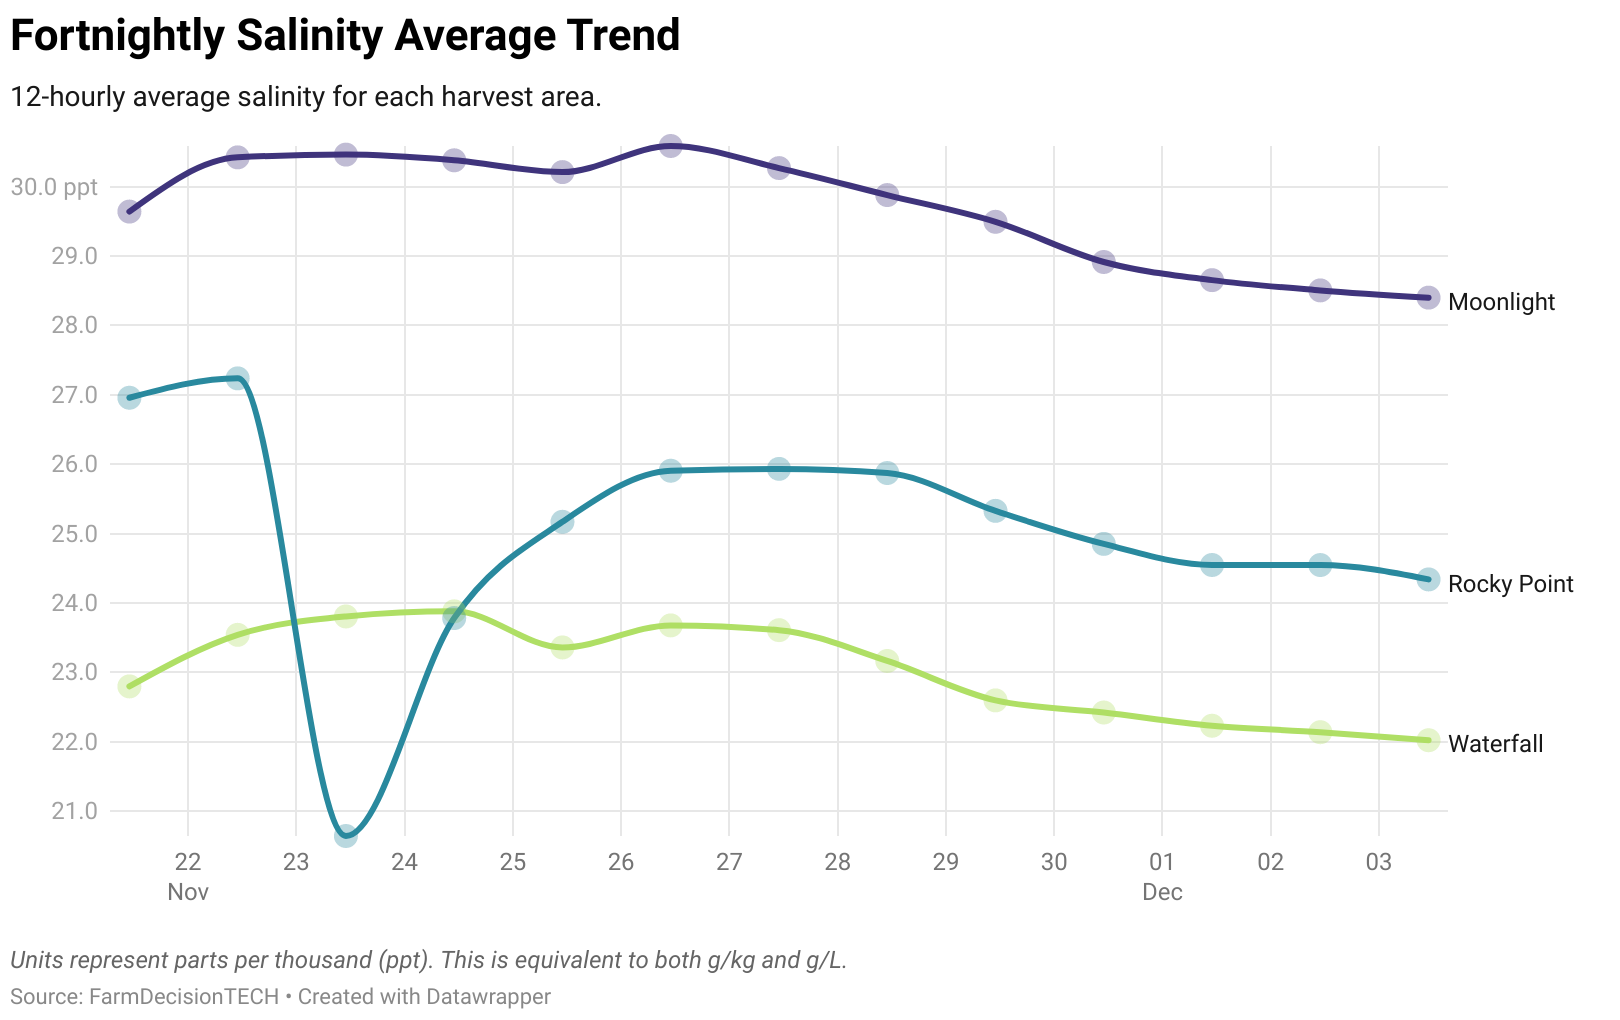 Fortnightly Salinity Average Trend
12-hourly average salinity for each harvest area.
30.0 ppt
29.0
28.0
27.0
26.0
25.0
24.0
23.0
22.0
21.0
Moonlight
Rocky Point
Waterfall
22 23 24 25 26 27 28 29 30 01 02 03
Nov Dec
Units represent parts per thousand (ppt). This is equivalent to both g/kg and g/L.
Source: FarmDecisionTECH • Created with Datawrapper